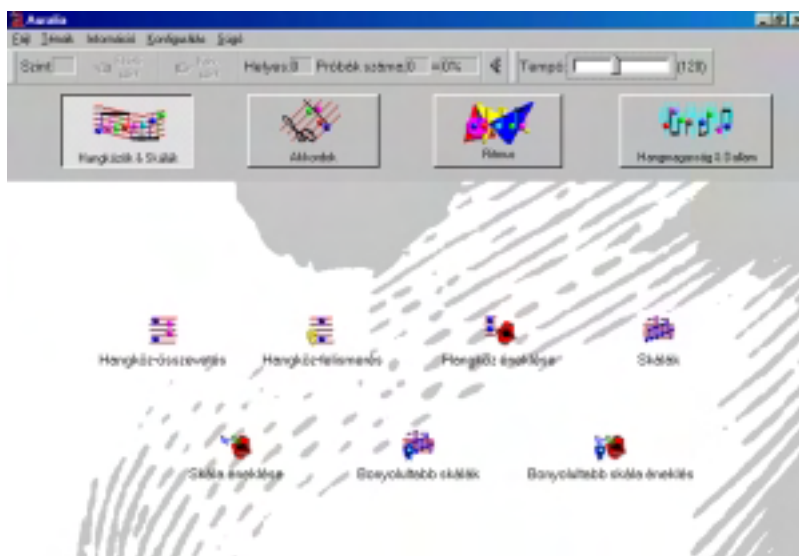 Auralia
Fájl Témák Információ Konfigurálás Súgó
Szint Helyes:0 Próbák száma:0 =0% Tempó: (120)
Hangközök & Skálák Akkordok Ritmus Hangmagasság & Dallam
Hangköz-összevetés Hangköz-felismerés Hangköz éneklése Skálák
Skála éneklése Bonyolultabb skálák Bonyolultabb skála éneklés